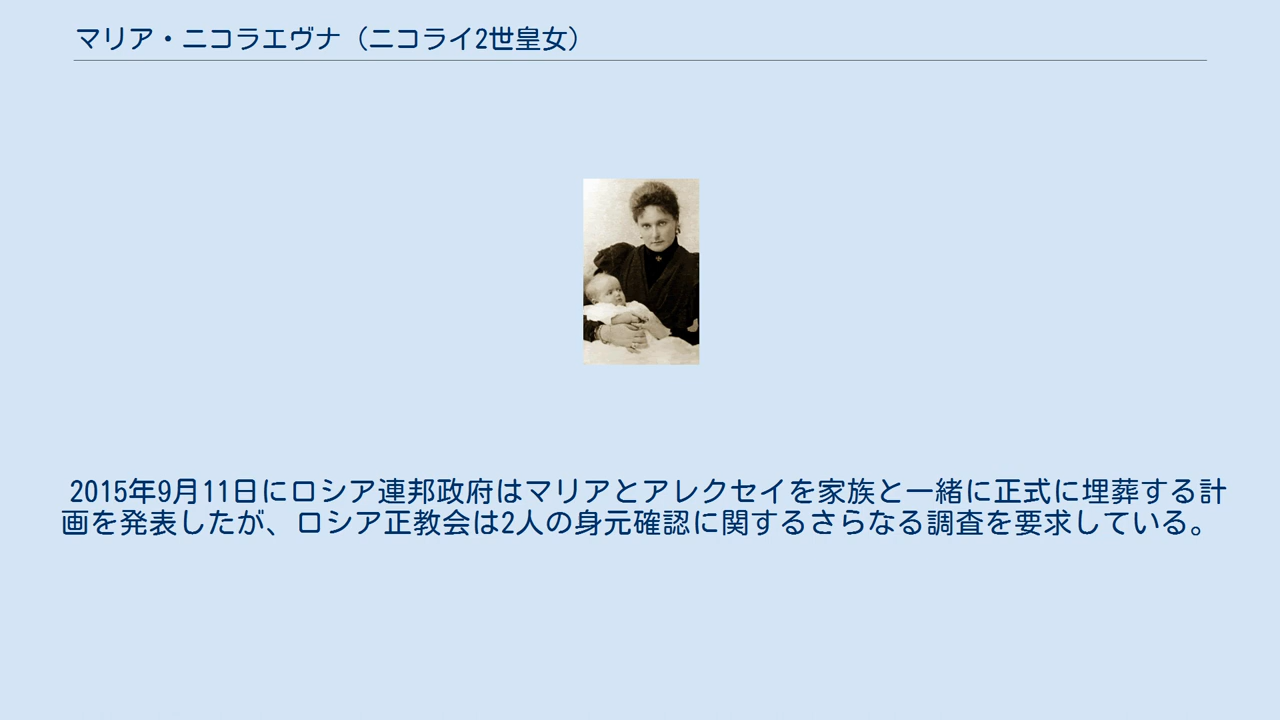 マリア・ニコラエヴナ（ニコライ2世皇女）
2015年9月11日にロシア連邦政府はマリアとアレクセイを家族と一緒に正式に埋葬する計
画を発表したが、ロシア正教会は2人の身元確認に関するさらなる調査を要求している。